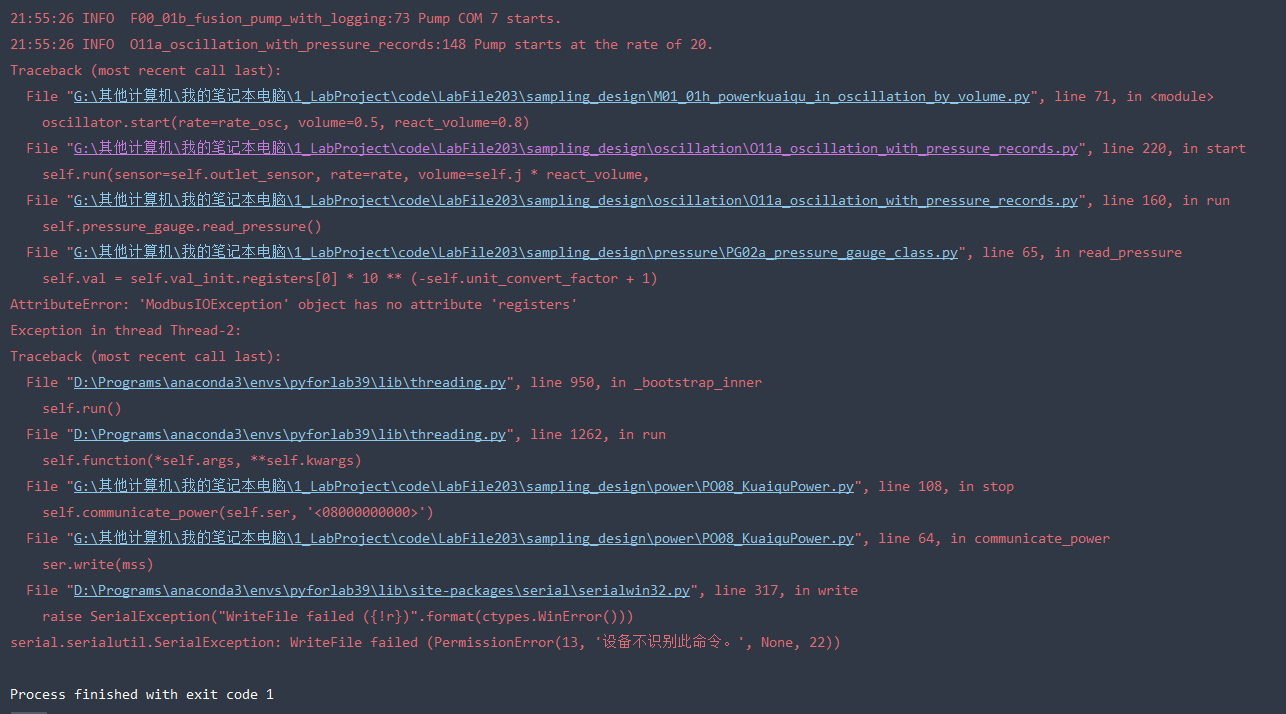 21:55:26 INFO  F00_01b_fusion_pump_with_logging:73 Pump COM 7 starts.
21:55:26 INFO  O11a_oscillation_with_pressure_records:148 Pump starts at the rate of 20.
Traceback (most recent call last):
  File "G:\其他计算机\我的笔记本电脑\1_LabProject\code\LabFile203\sampling_design\M01_01h_powerkuaiqu_in_oscillation_by_volume.py", line 71, in <module>
    oscillator.start(rate=rate_osc, volume=0.5, react_volume=0.8)
  File "G:\其他计算机\我的笔记本电脑\1_LabProject\code\LabFile203\sampling_design\oscillation\O11a_oscillation_with_pressure_records.py", line 220, in start
    self.run(sensor=self.outlet_sensor, rate=rate, volume=self.j * react_volume,
  File "G:\其他计算机\我的笔记本电脑\1_LabProject\code\LabFile203\sampling_design\oscillation\O11a_oscillation_with_pressure_records.py", line 160, in run
    self.pressure_gauge.read_pressure()
  File "G:\其他计算机\我的笔记本电脑\1_LabProject\code\LabFile203\sampling_design\pressure\PG02a_pressure_gauge_class.py", line 65, in read_pressure
    self.val = self.val_init.registers[0] * 10 ** (-self.unit_convert_factor + 1)
AttributeError: 'ModbusIOException' object has no attribute 'registers'
Exception in thread Thread-2:
Traceback (most recent call last):
  File "D:\Programs\anaconda3\envs\pyforlab39\lib\threading.py", line 950, in _bootstrap_inner
    self.run()
  File "D:\Programs\anaconda3\envs\pyforlab39\lib\threading.py", line 1262, in run
    self.function(*self.args, **self.kwargs)
  File "G:\其他计算机\我的笔记本电脑\1_LabProject\code\LabFile203\sampling_design\power\PO08_KuaiquPower.py", line 108, in stop
    self.communicate_power(self.ser, '<08000000000>')
  File "G:\其他计算机\我的笔记本电脑\1_LabProject\code\LabFile203\sampling_design\power\PO08_KuaiquPower.py", line 64, in communicate_power
    ser.write(mss)
  File "D:\Programs\anaconda3\envs\pyforlab39\lib\site-packages\serial\serialwin32.py", line 317, in write
    raise SerialException("WriteFile failed ({!r})".format(ctypes.WinError()))
serial.serialutil.SerialException: WriteFile failed (PermissionError(13, '设备不识别此命令。', None, 22))
Process finished with exit code 1